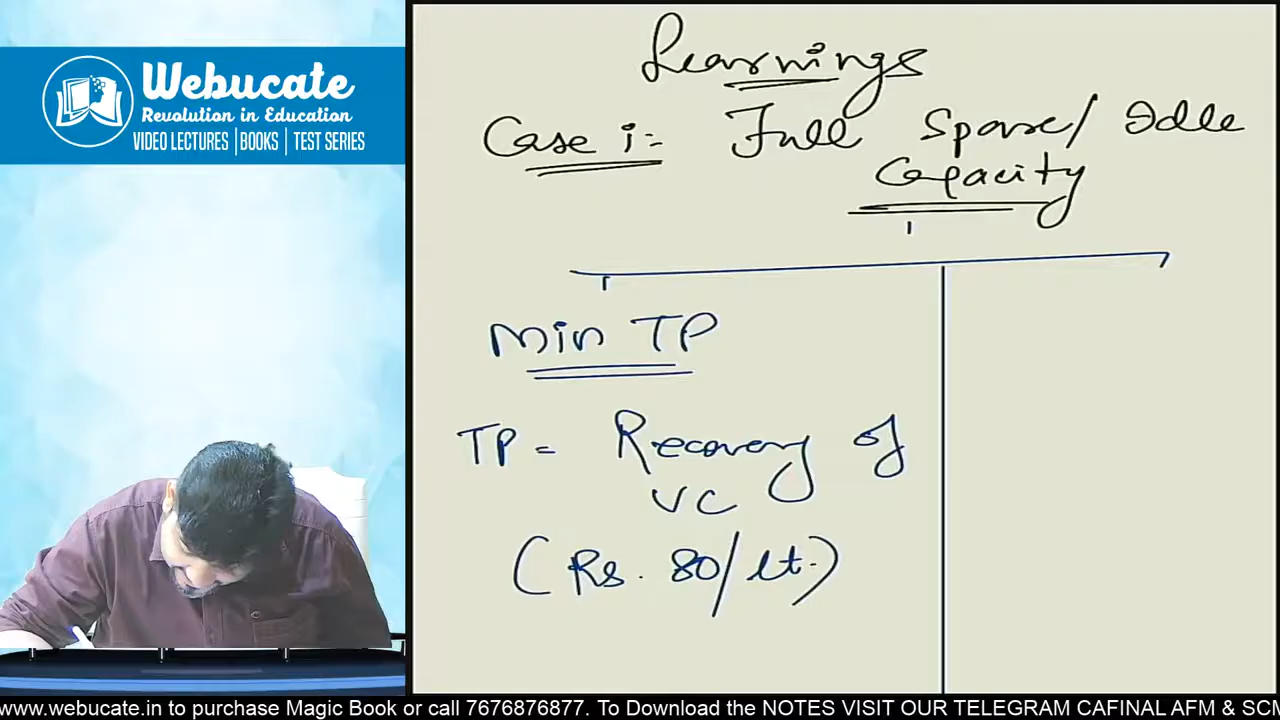 Webucate
Revolution in Education
VIDEO LECTURES | BOOKS | TEST SERIES
Learnings
Case i:- Full Spare/ Idle
Capacity
Min TP
TP = Recovery of
VC
(Rs. 80/lt.)
www.webucate.in to purchase Magic Book or call 7676876877. To Download the NOTES VISIT OUR TELEGRAM CAFINAL AFM & SCM